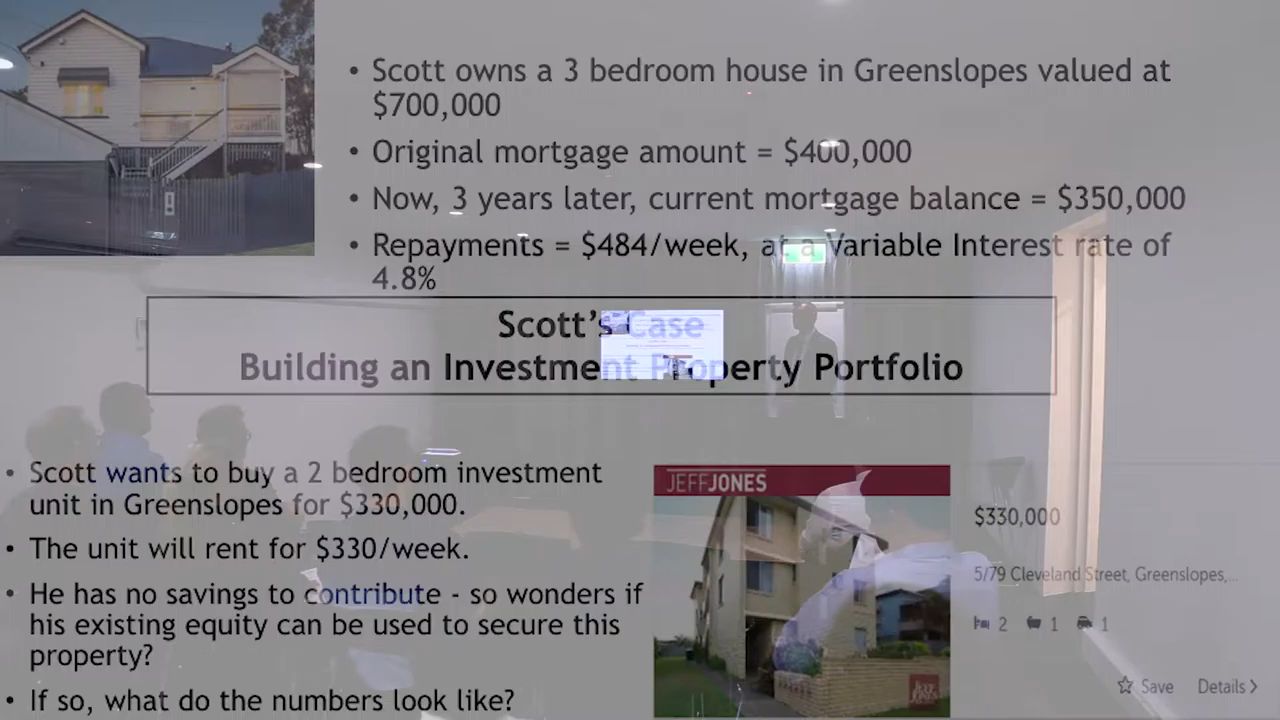 • Scott owns a 3 bedroom house in Greenslopes valued at
$700,000
• Original mortgage amount = $400,000
• Now, 3 years later, current mortgage balance = $350,000
• Repayments = $484/week, at a Variable Interest rate of
4.8%
Scott's Case
Building an Investment Property Portfolio
• Scott wants to buy a 2 bedroom investment
unit in Greenslopes for $330,000.
• The unit will rent for $330/week.
• He has no savings to contribute - so wonders if
his existing equity can be used to secure this
property?
• If so, what do the numbers look like?
JEFFJONES
$330,000
5/79 Cleveland Street, Greenslopes,...
2 1 1
Save Details